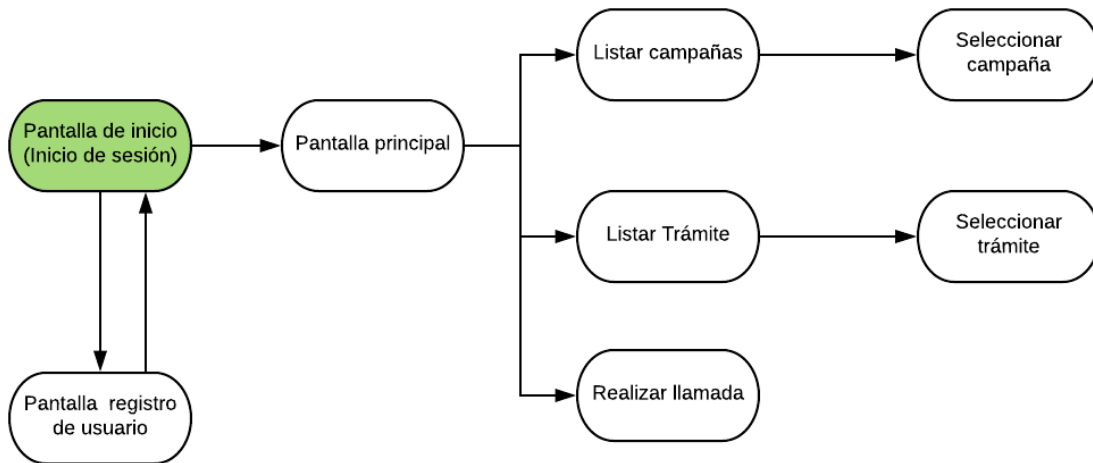 Pantalla de inicio
(Inicio de sesión)
Pantalla registro
de usuario
Pantalla principal
Listar campañas
Seleccionar
campaña
Listar Trámite
Seleccionar
trámite
Realizar llamada